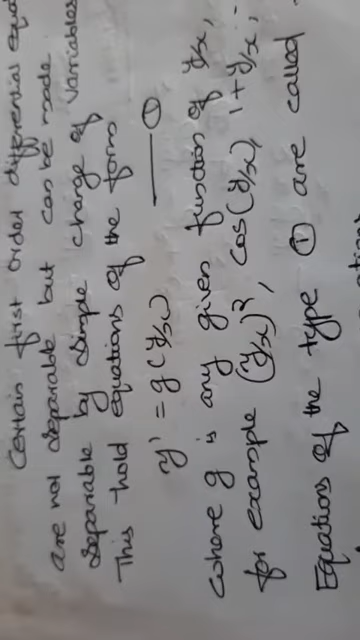 Certain first order differential equa
are not separable but can be made
separable by simple change of variables
This hold equations of the form
y' = g(y/x) —— ①
where g is any given function of y/x,
for example (y/x)², cos(y/x), 1+y/x,
Equations of the type ① are called